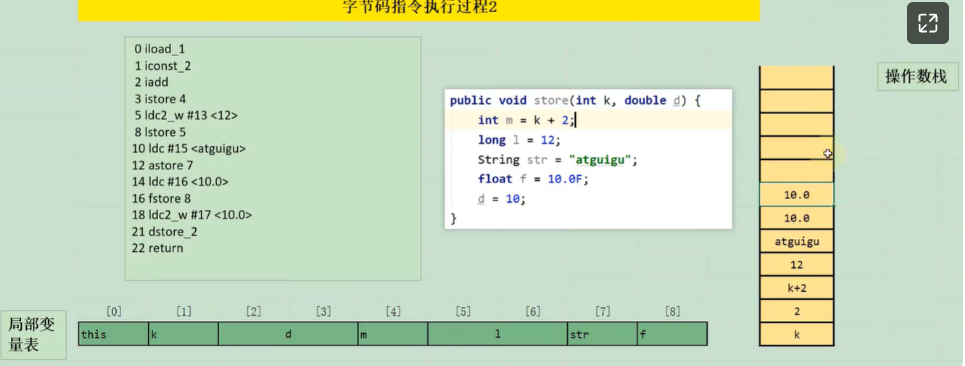 字节码指令执行过程2
0 iload_1
1 iconst_2
2 iadd
3 istore 4
5 ldc2_w #13 <12>
8 lstore 5
10 ldc #15 <atguigu>
12 astore 7
14 ldc #16 <10.0>
16 fstore 8
18 ldc2_w #17 <10.0>
21 dstore_2
22 return
public void store(int k, double d) {
int m = k + 2;
long l = 12;
String str = "atguigu";
float f = 10.0F;
d = 10;
}
操作数栈
10.0
10.0
atguigu
12
k+2
2
k
局部变
量表
[0] [1] [2] [3] [4] [5] [6] [7] [8]
this k d m l str f